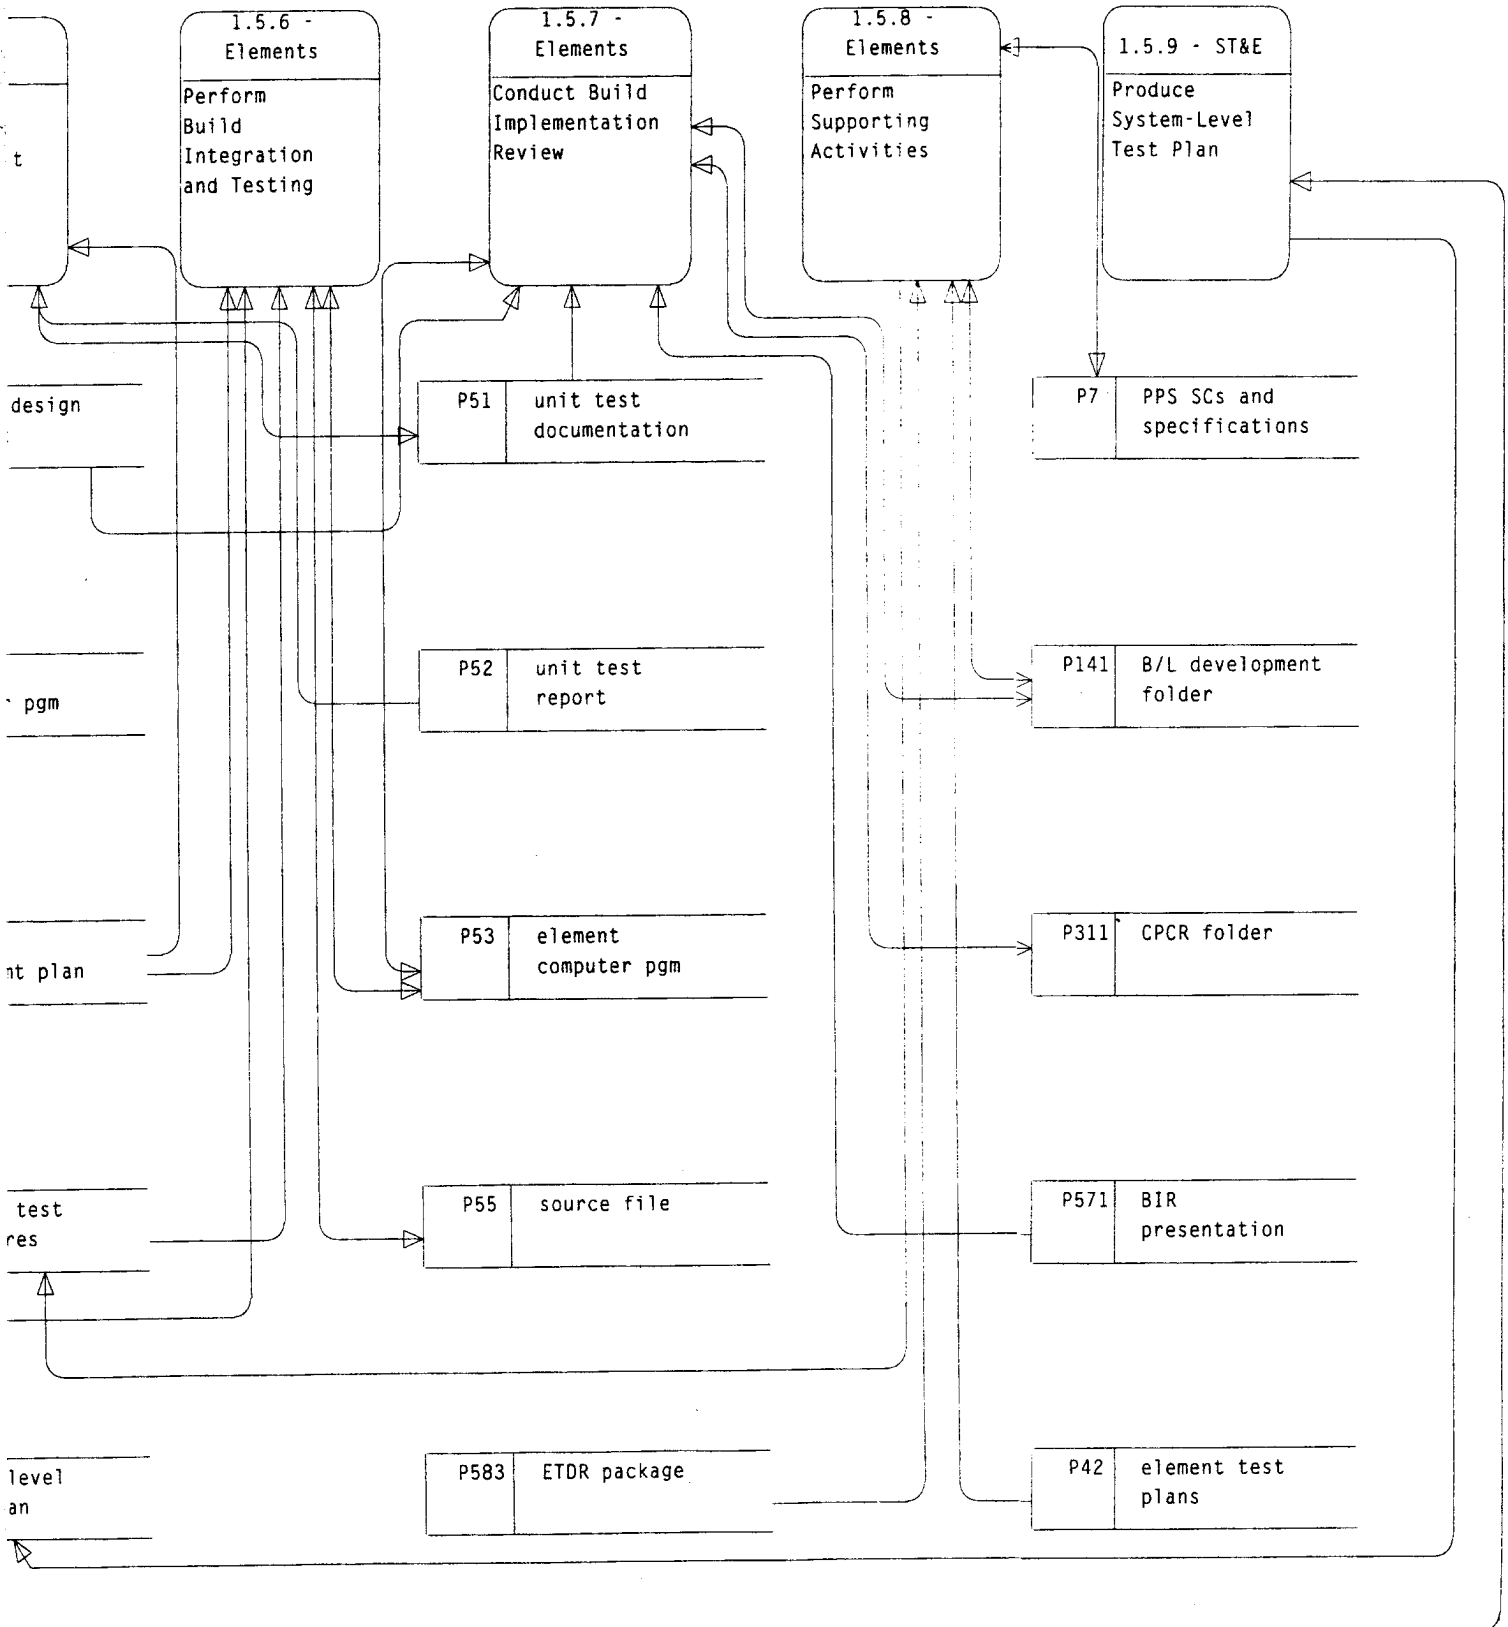 1.5.6 -
Elements
Perform
Build
Integration
and Testing
1.5.7 -
Elements
Conduct Build
Implementation
Review
1.5.8 -
Elements
Perform
Supporting
Activities
1.5.9 - ST&E
Produce
System-Level
Test Plan
t
design
P51
unit test
documentation
P7
PPS SCs and
specifications
pgm
P52
unit test
report
P141
B/L development
folder
nt plan
P53
element
computer pgm
P311
CPCR folder
test
res
P55
source file
P571
BIR
presentation
level
an
P583
ETDR package
P42
element test
plans